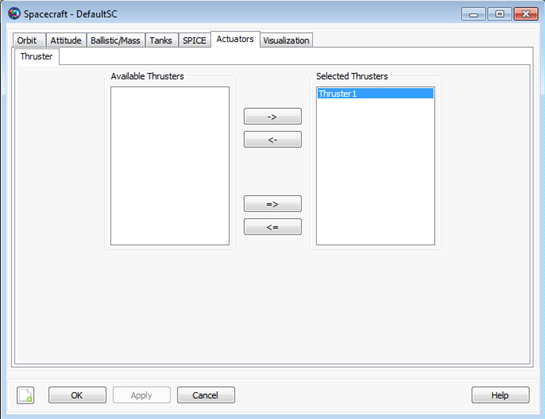 Spacecraft - DefaultSC
Orbit Attitude Ballistic/Mass Tanks SPICE Actuators Visualization
Thruster
Available Thrusters Selected Thrusters
Thruster1
->
<-
=>
<=
OK Apply Cancel Help